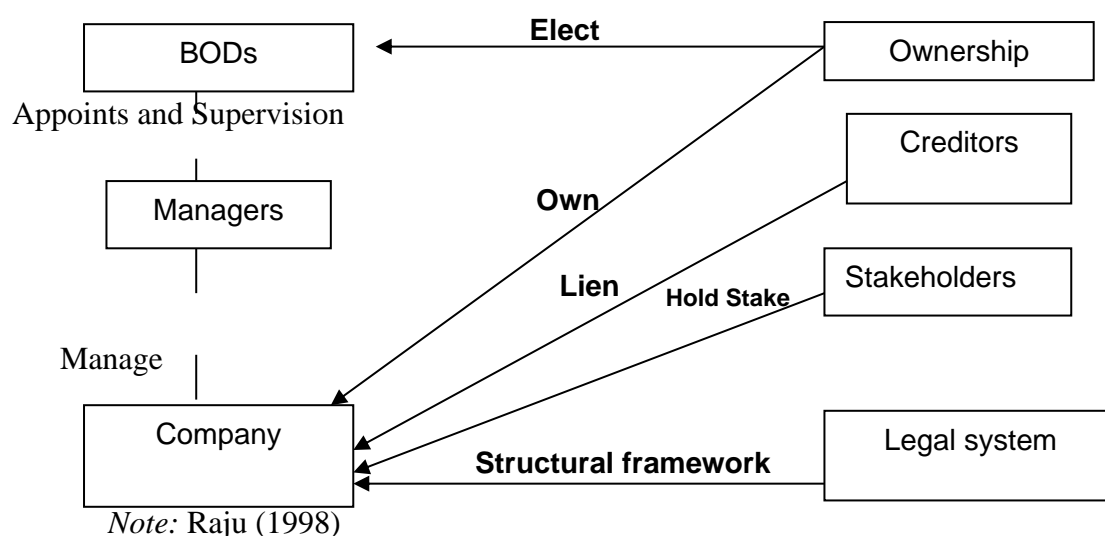 Elect
BODs
Ownership
Appoints and Supervision
Creditors
Managers
Own
Stakeholders
Lien
Hold Stake
Manage
Company
Legal system
Structural framework
Note: Raju (1998)